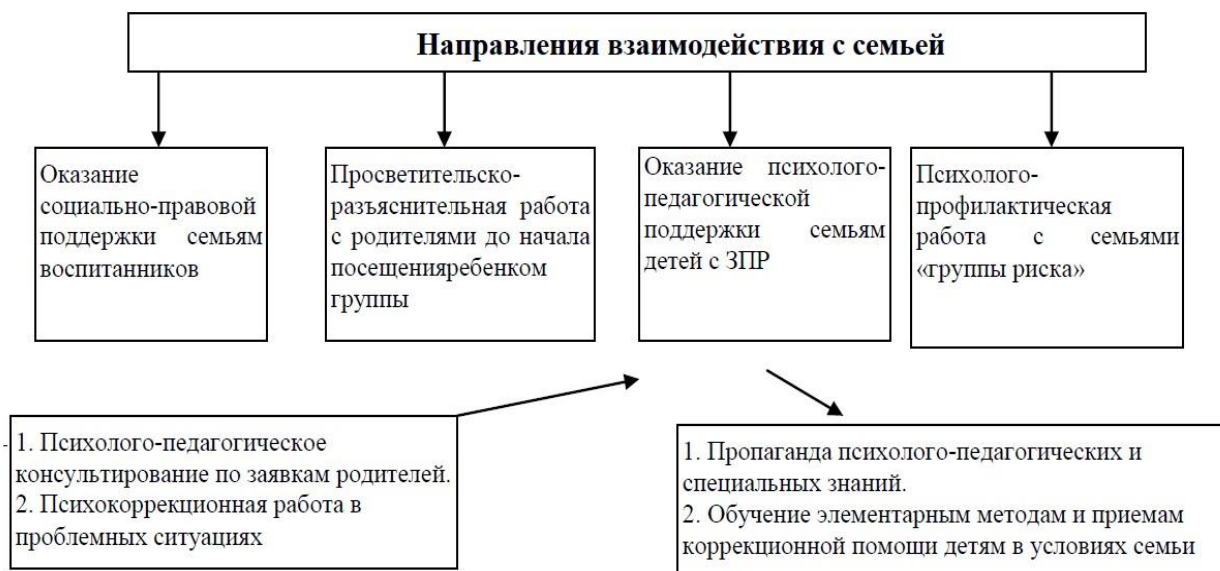 Направления взаимодействия с семьей
Оказание
социально-правовой
поддержки семьям
воспитанников
Просветительско-
разъяснительная работа
с родителями до начала
посещенияребенком
группы
Оказание психолого-
педагогической
поддержки семьям
детей с ЗПР
Психолого-
профилактическая
работа с семьями
«группы риска»
1. Психолого-педагогическое
консультирование по заявкам родителей.
2. Психокоррекционная работа в
проблемных ситуациях
1. Пропаганда психолого-педагогических и
специальных знаний.
2. Обучение элементарным методам и приемам
коррекционной помощи детям в условиях семьи